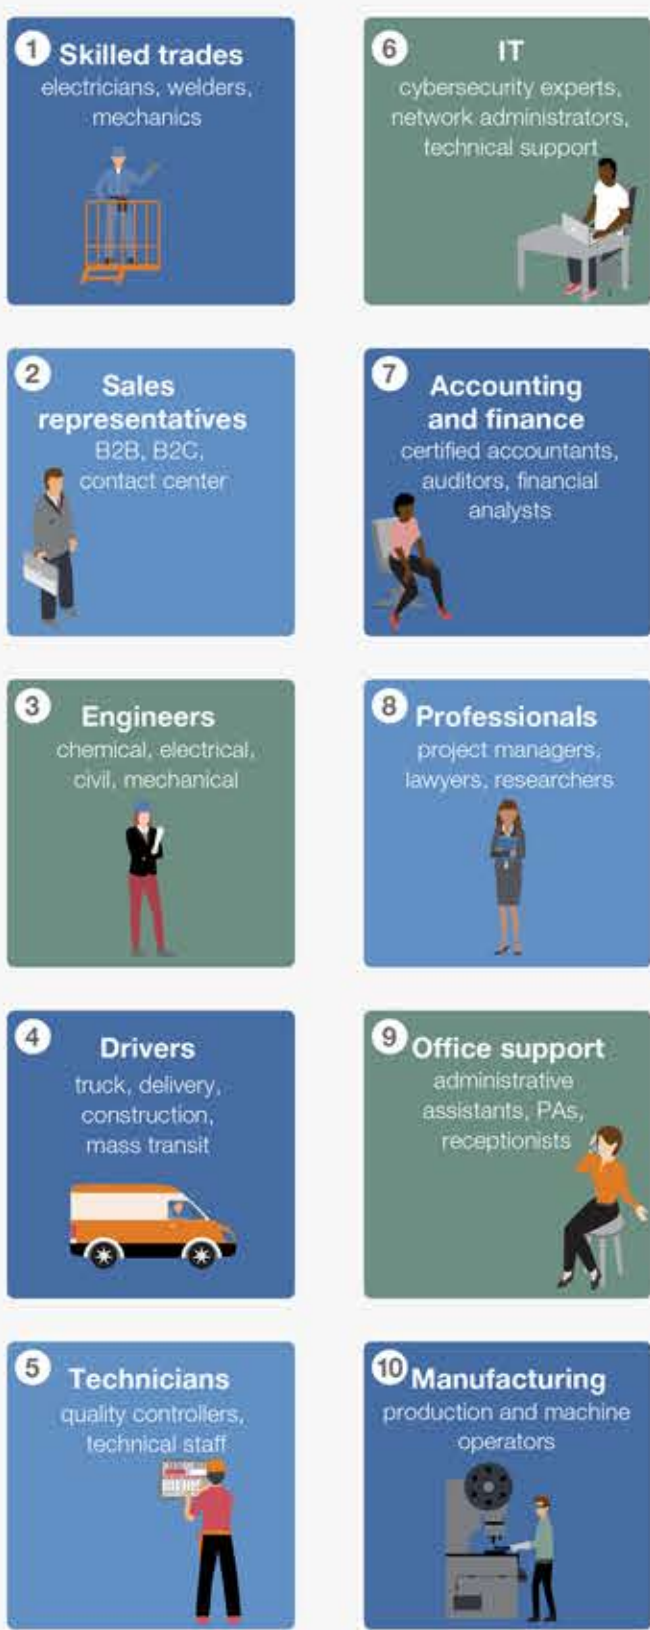 1
Skilled trades
electricians, welders,
mechanics
2
Sales
representatives
B2B, B2C,
contact center
3
Engineers
chemical, electrical,
civil, mechanical
4
Drivers
truck, delivery,
construction,
mass transit
5
Technicians
quality controllers,
technical staff
6
IT
cybersecurity experts,
network administrators,
technical support
7
Accounting
and finance
certified accountants,
auditors, financial
analysts
8
Professionals
project managers,
lawyers, researchers
9
Office support
administrative
assistants, PAs,
receptionists
10
Manufacturing
production and machine
operators